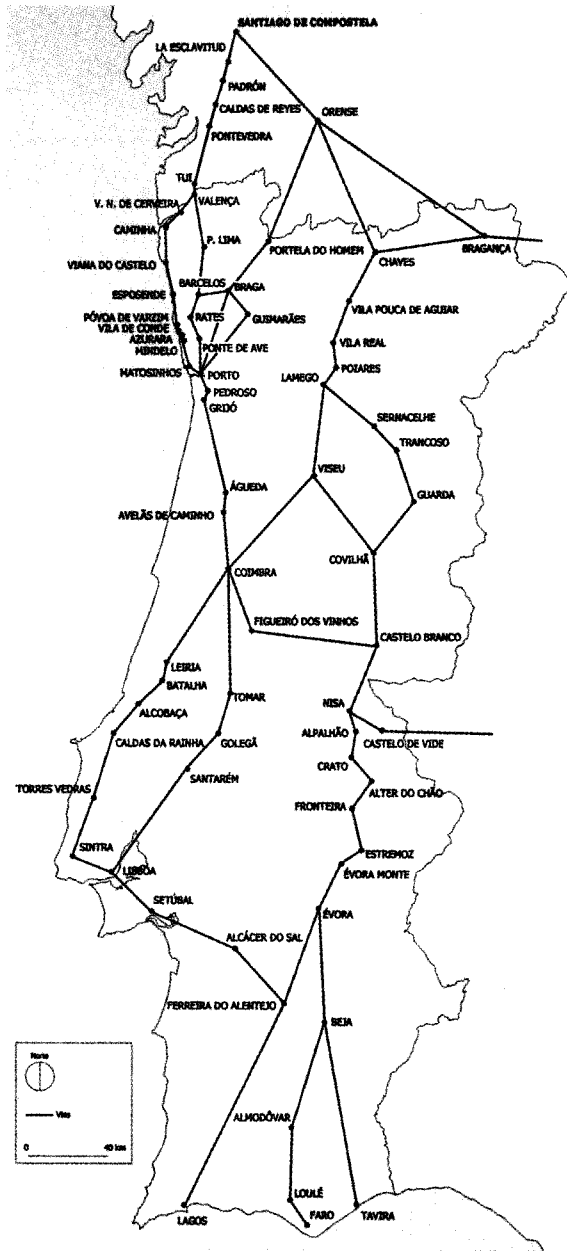 SANTIAGO DE COMPOSTELA
LA ESCLAVITUD
PADRÓN
CALDAS DE REYES
ORENSE
PONTEVEDRA
TUI
VALENÇA
V. N. DE CERVEIRA
CAMINHA
P. LIMA
PORTELA DO HOMEM
CHAVES
BRAGANÇA
VIANA DO CASTELO
BARCELOS
BRAGA
ESPOSENDE
VILA POUCA DE AGUIAR
RATES
GUIMARÃES
PÓVOA DE VARZIM
VILA DE CONDE
AZURARA
MINDELO
PONTE DE AVE
VILA REAL
MATOSINHOS
PORTO
POIARES
LAMEGO
PEDROSO
GRIJÓ
SERNACELHE
TRANCOSO
VISEU
ÁGUEDA
GUARDA
AVELÃS DE CAMINHO
COVILHÃ
COIMBRA
FIGUEIRÓ DOS VINHOS
CASTELO BRANCO
LEIRIA
BATALHA
TOMAR
ALCOBAÇA
NISA
CALDAS DA RAINHA
GOLEGÃ
ALPALHÃO
CASTELO DE VIDE
SANTARÉM
CRATO
TORRES VEDRAS
ALTER DO CHÃO
FRONTEIRA
SINTRA
ESTREMOZ
LISBOA
ÉVORA MONTE
SETÚBAL
ÉVORA
ALCÁCER DO SAL
FERREIRA DO ALENTEJO
BEJA
Norte
Vias
0 40 km
ALMODÔVAR
LOULÉ
LAGOS
FARO
TAVIRA